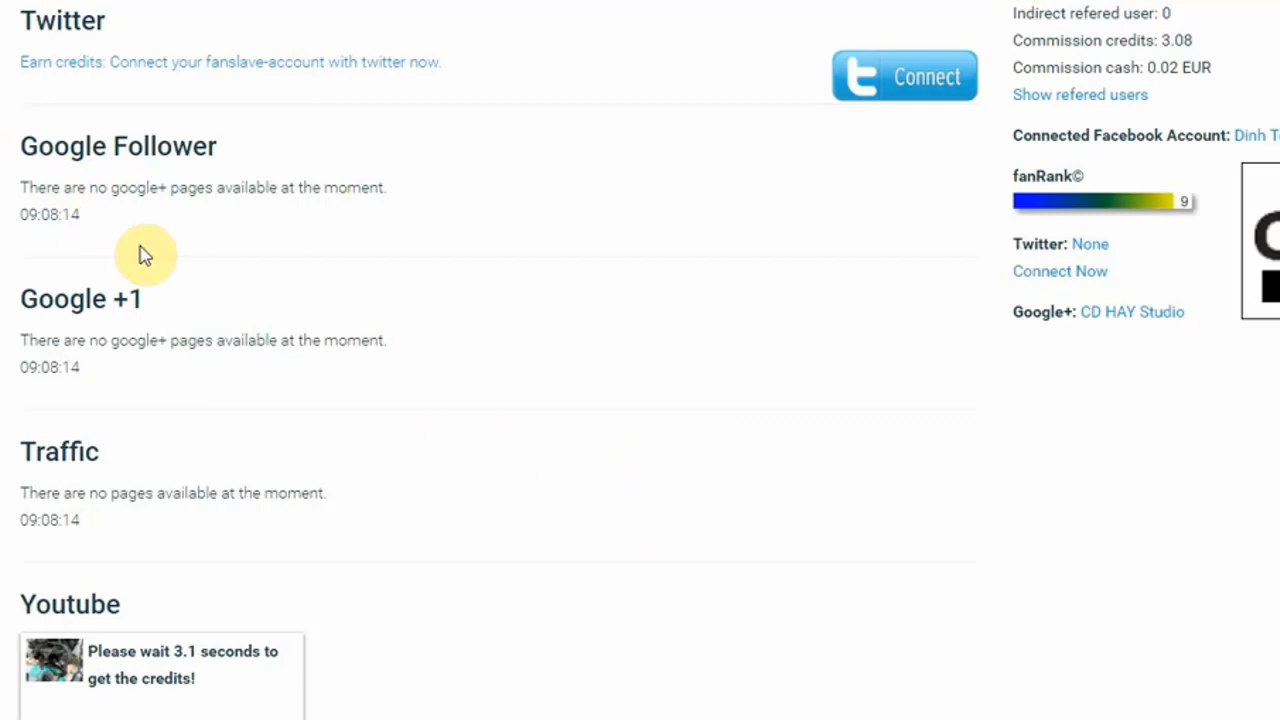 Twitter
Earn credits: Connect your fanslave-account with twitter now.
Connect
Google Follower
There are no google+ pages available at the moment.
09:08:14
Google +1
There are no google+ pages available at the moment.
09:08:14
Traffic
There are no pages available at the moment.
09:08:14
Youtube
Please wait 3.1 seconds to
get the credits!
Indirect refered user: 0
Commission credits: 3.08
Commission cash: 0.02 EUR
Show refered users
Connected Facebook Account: Dinh T
fanRank©
9
Twitter: None
Connect Now
Google+: CD HAY Studio